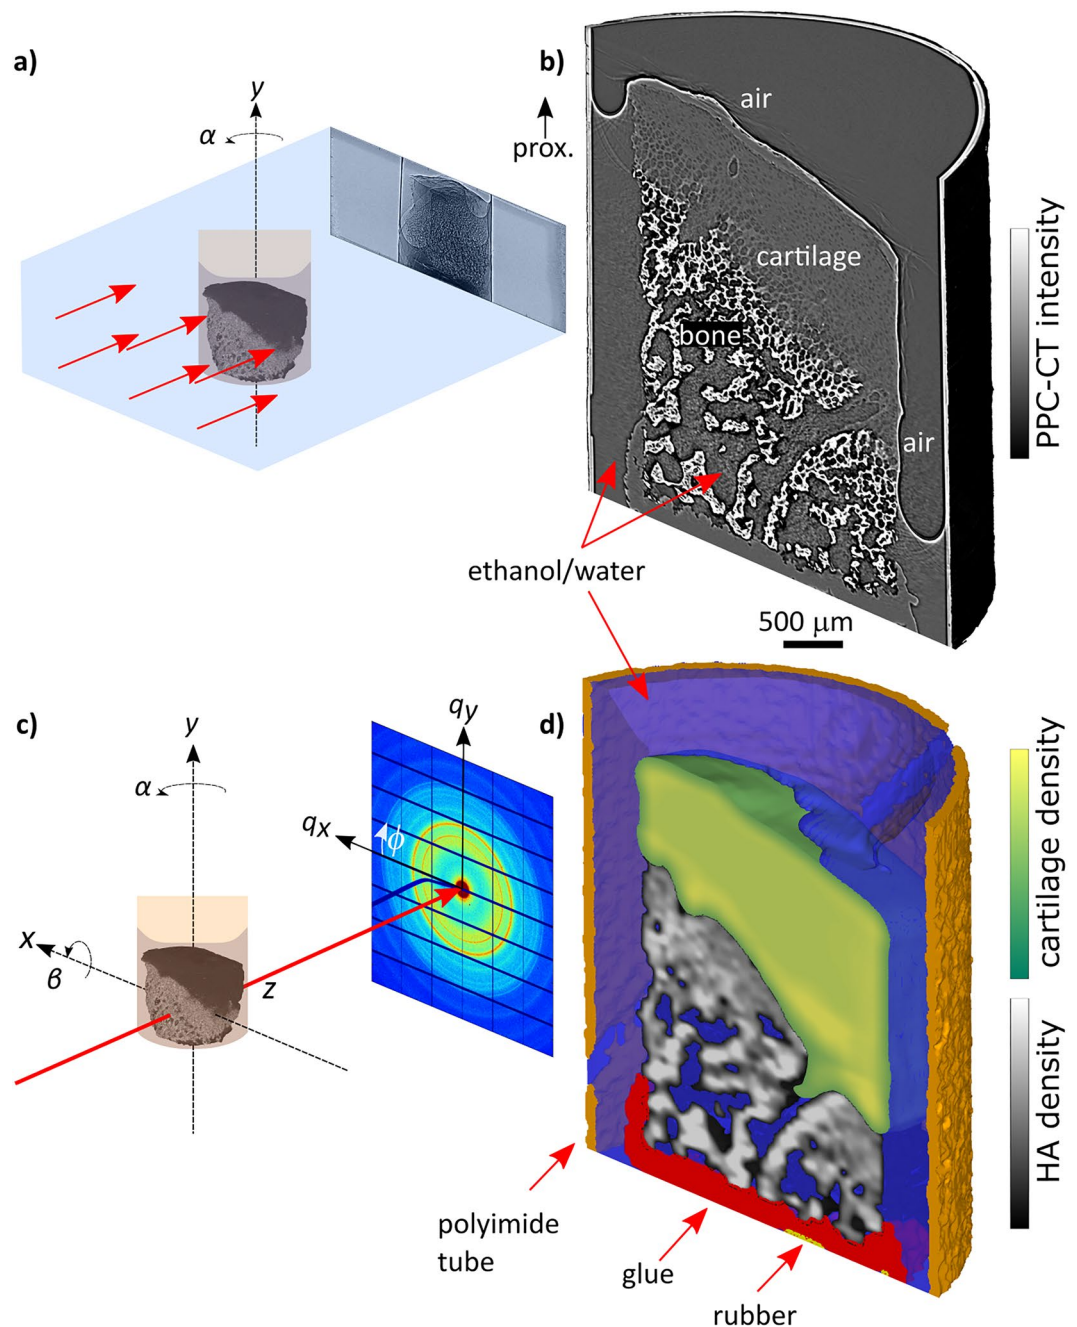 a)
y
α
b)
prox.
air
cartilage
bone
air
PPC-CT intensity
ethanol/water
500 μm
c)
y
α
x
β
z
qy
qx
ϕ
d)
cartilage density
HA density
polyimide
tube
glue
rubber